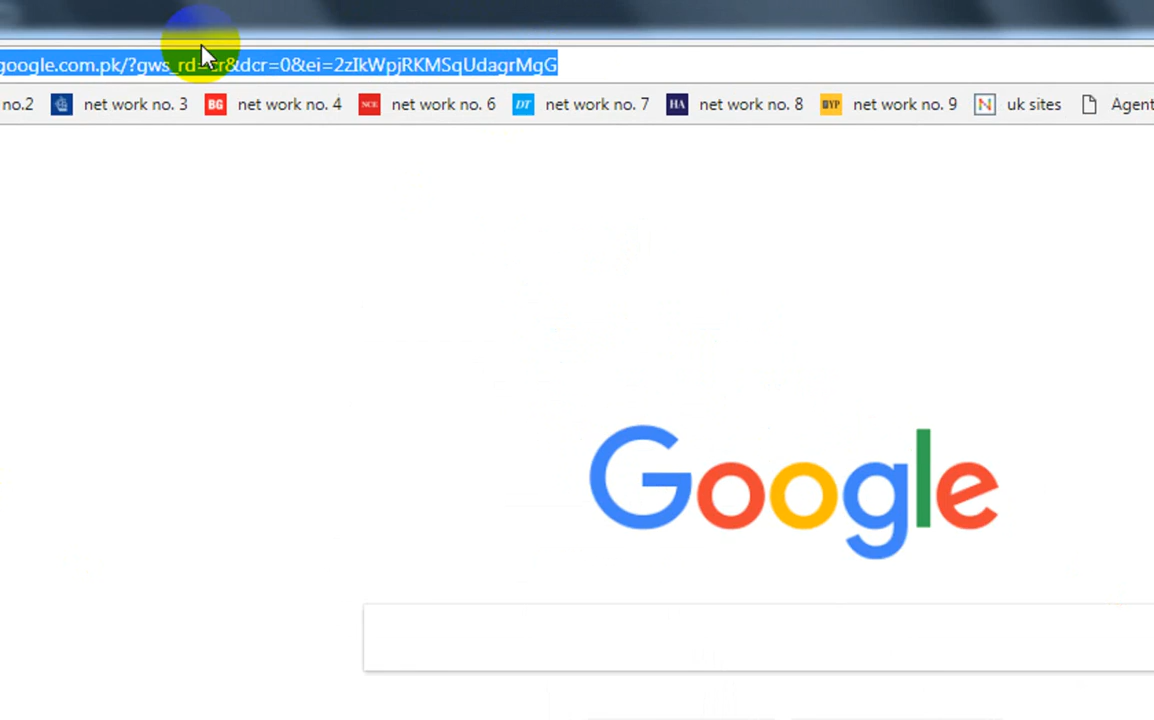 google.com.pk/?gws_rd=cr&dcr=0&ei=2zIkWpjRKMSqUdagrMgG
no.2 net work no. 3 BG net work no. 4 NCE net work no. 6 DT net work no. 7 HA net work no. 8 BYP net work no. 9 N uk sites Agent
Google